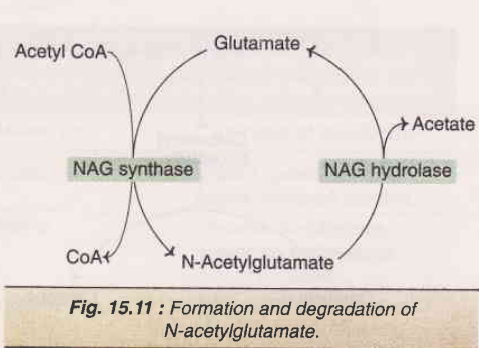 Glutamate
Acetyl CoA
Acetate
NAG synthase
NAG hydrolase
CoA
N-Acetylglutamate
Fig. 15.11 : Formation and degradation of
N-acetylglutamate.